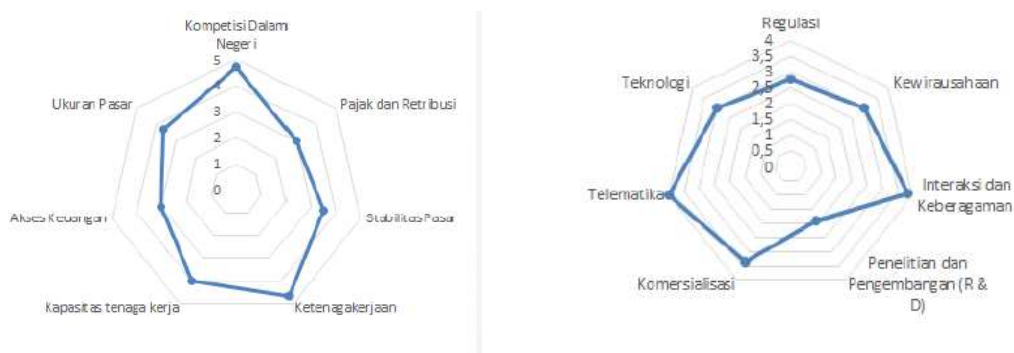 Kompetisi Dalam
Negeri
5
4
3
2
1
0
Ukuran Pasar
Pajak dan Retribusi
Akses Keuangan
Stabilitas Pasar
Kapasitas tenaga kerja
Ketenagakerjaan
Regulasi
4
3,5
3
2,5
2
1,5
1
0,5
0
Teknologi
Kewirausahaan
Telematika
Interaksi dan
Keberagaman
Komersialisasi
Penelitian dan
Pengembangan (R &
D)